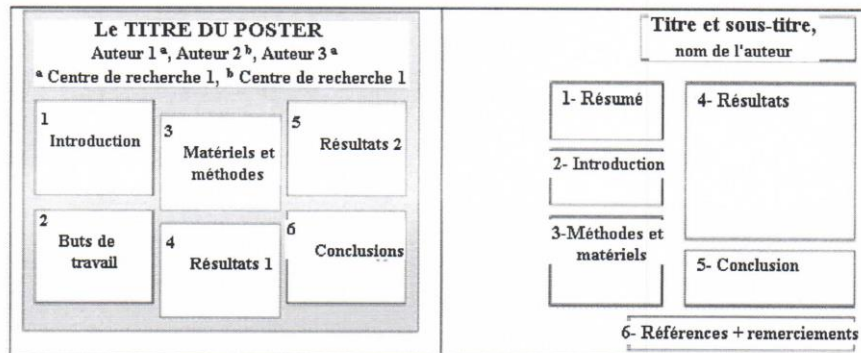 Le TITRE DU POSTER
Auteur 1 ª, Auteur 2 ᵇ, Auteur 3 ª
ª Centre de recherche 1, ᵇ Centre de recherche 1
1
Introduction
2
Buts de
travail
3
Matériels et
méthodes
4
Résultats 1
5
Résultats 2
6
Conclusions
Titre et sous-titre,
nom de l'auteur
1- Résumé
2- Introduction
3-Méthodes et
matériels
4- Résultats
5- Conclusion
6- Références + remerciements